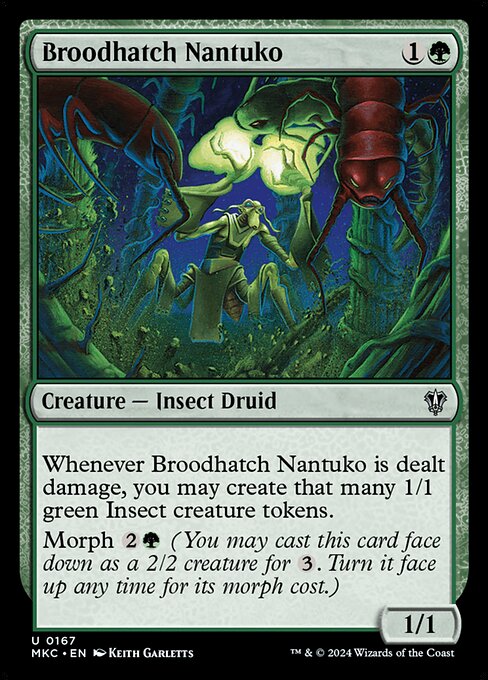 Broodhatch Nantuko 1
Creature — Insect Druid
Whenever Broodhatch Nantuko is dealt
damage, you may create that many 1/1
green Insect creature tokens.
Morph 2 (You may cast this card face
down as a 2/2 creature for 3. Turn it face
up any time for its morph cost.)
1/1
U 0167
MKC • EN Keith Garletts
™ & © 2024 Wizards of the Coast